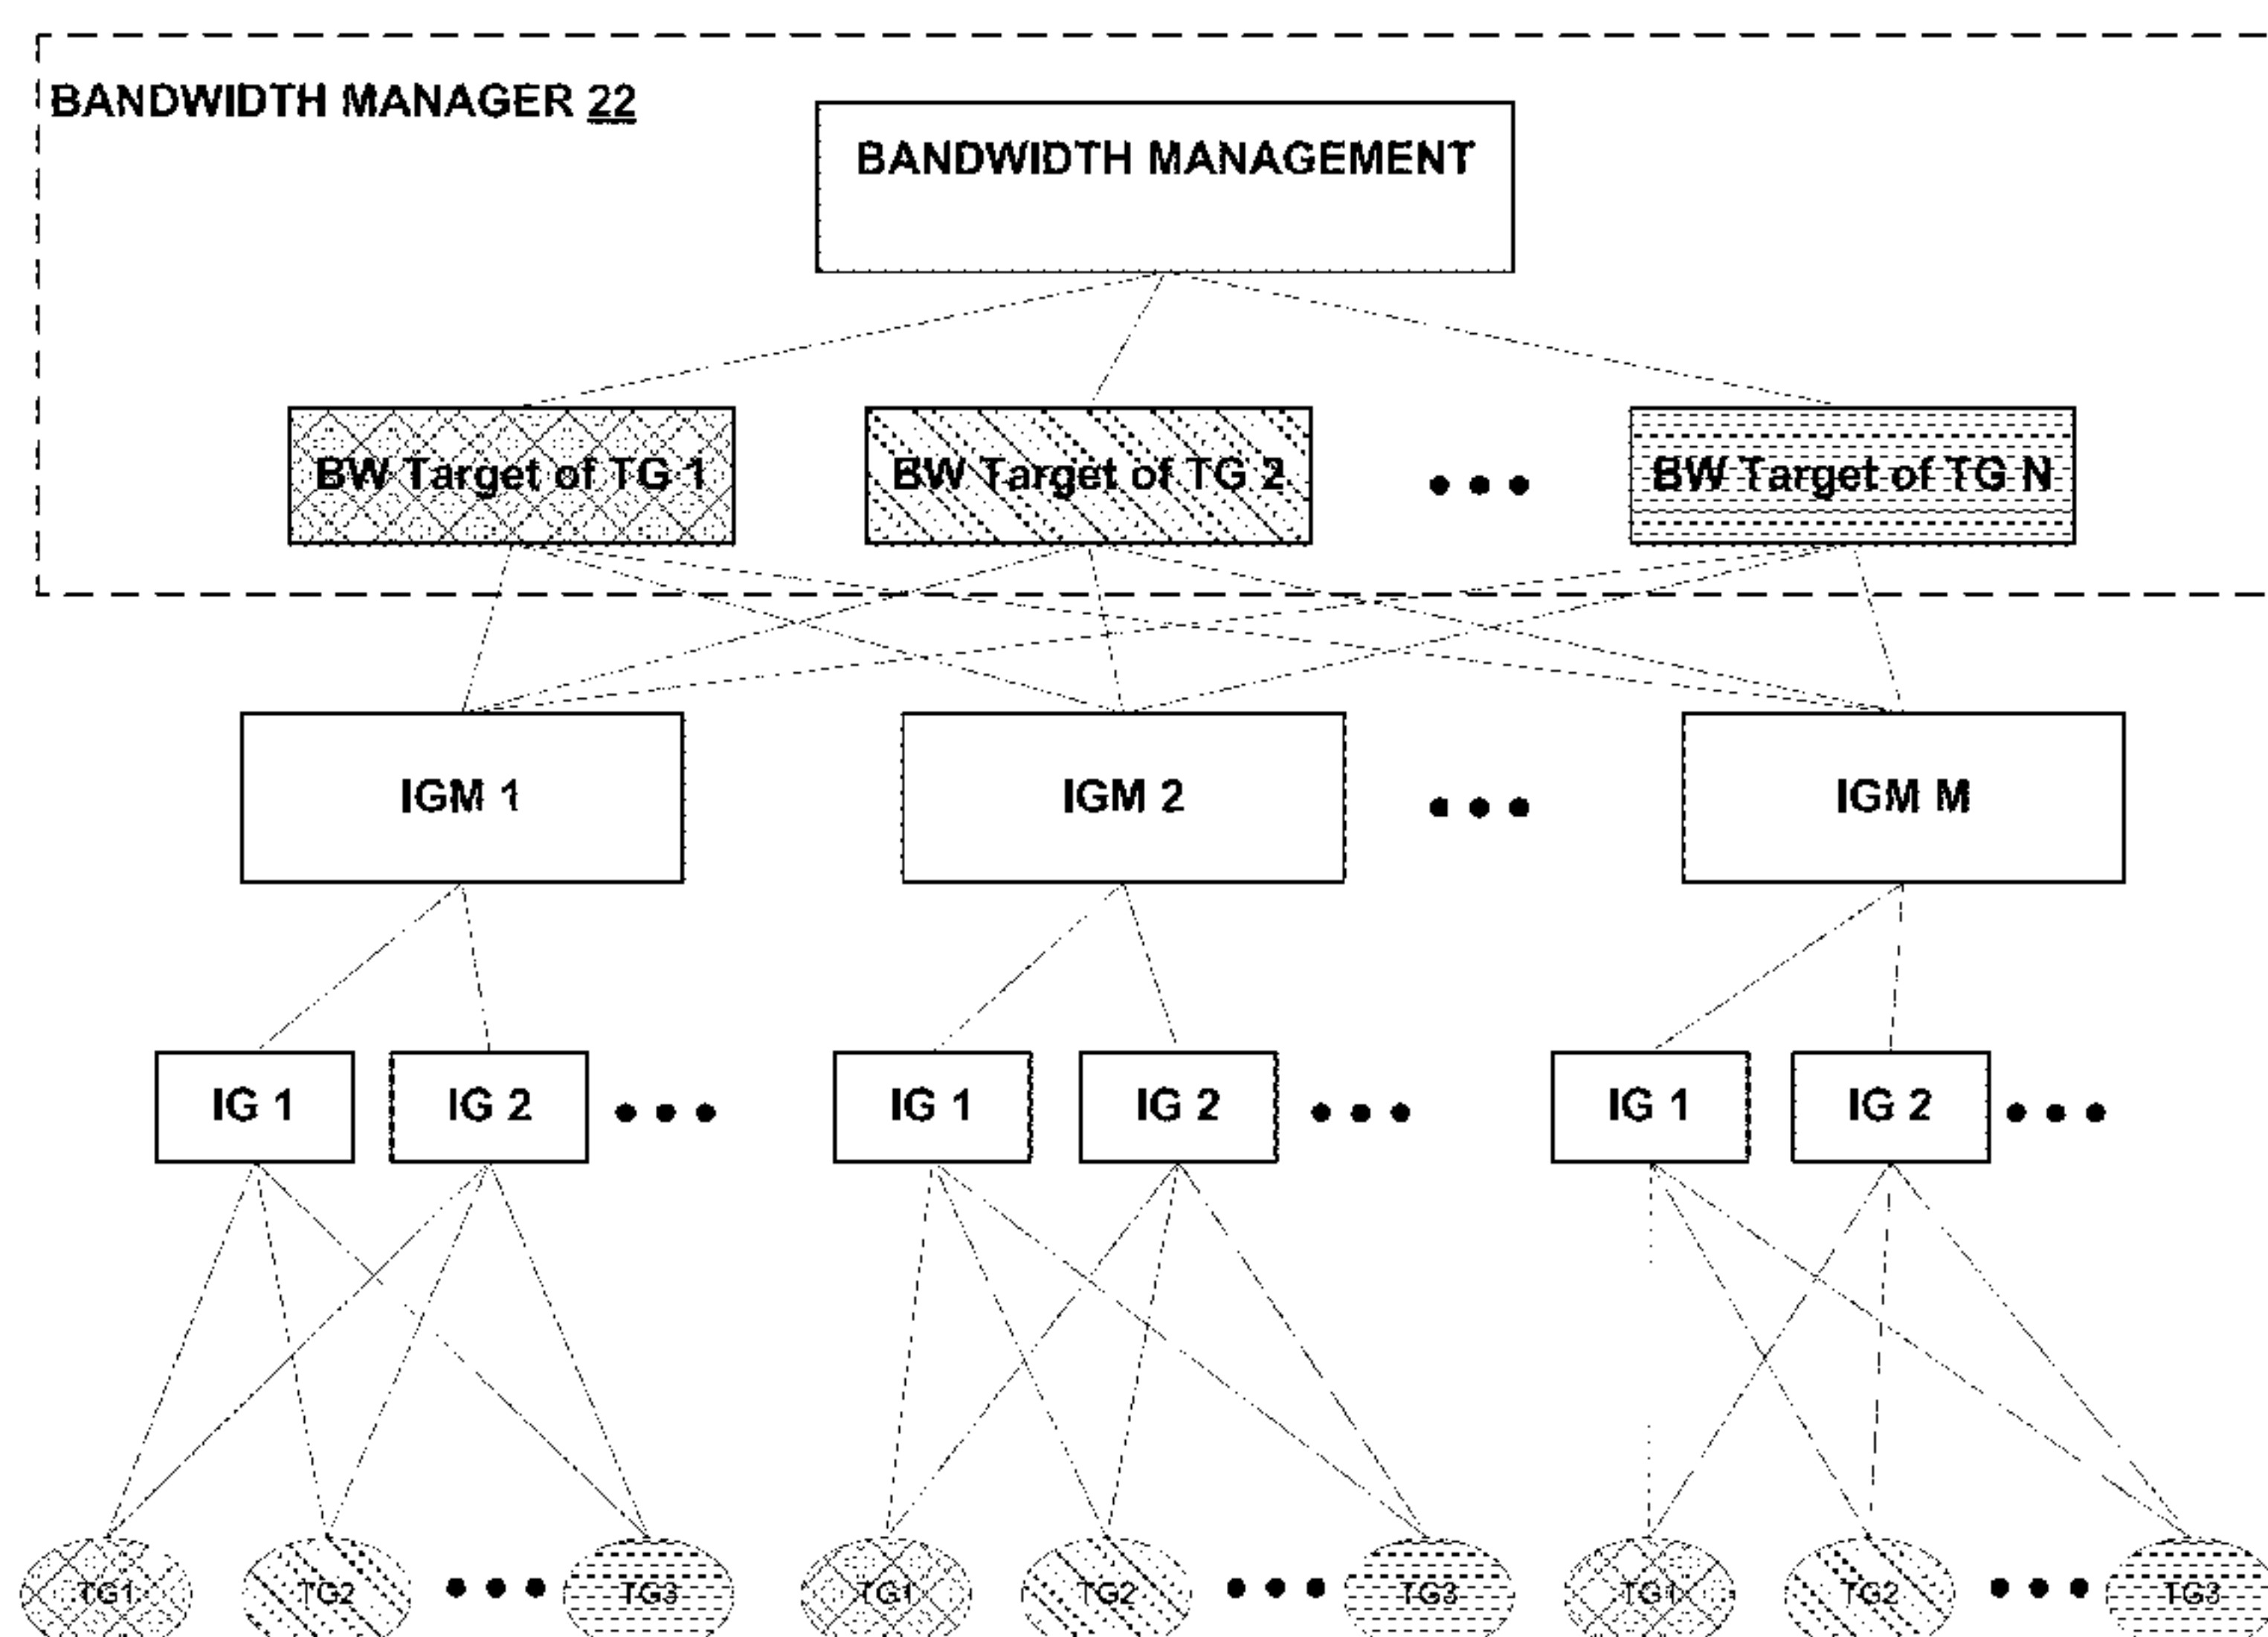 BANDWIDTH MANAGER 22
BANDWIDTH MANAGEMENT
BW Target of TG 1
BW Target of TG 2
BW Target of TG N
IGM 1
IGM 2
IGM M
IG 1
IG 2
IG 1
IG 2
IG 1
IG 2
TG1
TG2
TG3
TG1
TG2
TG3
TG1
TG2
TG3